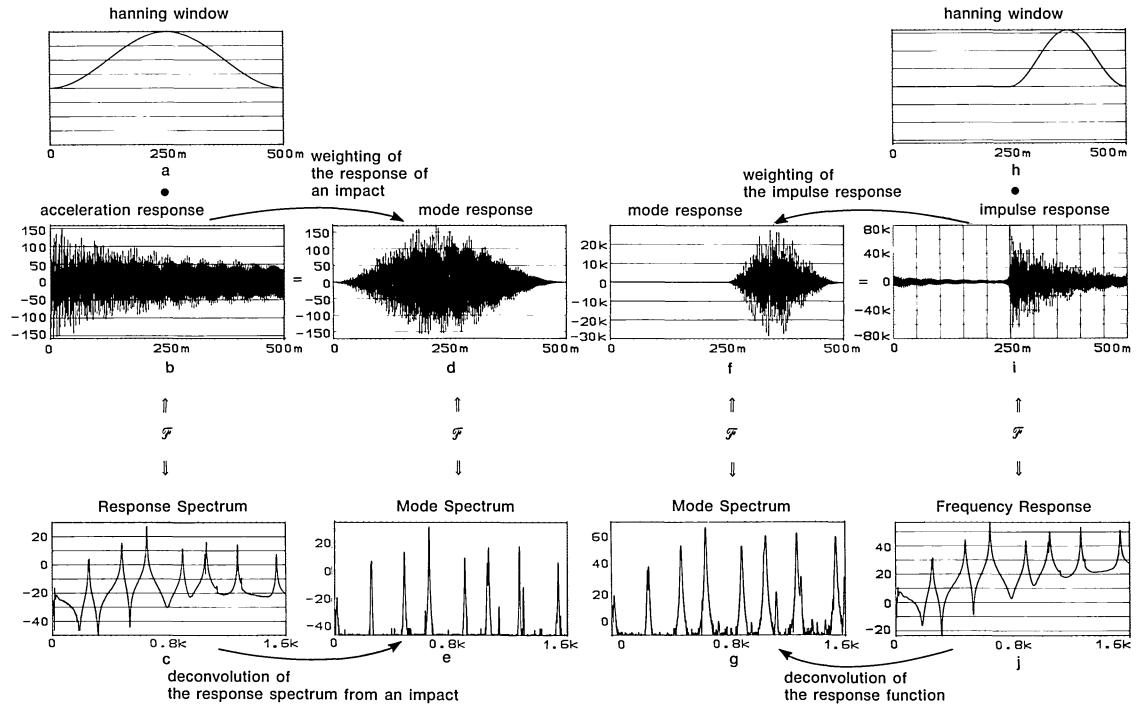 hanning window
hanning window
0 250m 500m
a
0 250m 500m
h
weighting of
the response of
an impact
weighting of
the impulse response
acceleration response
mode response
mode response
impulse response
150
100
50
0
-50
-100
-150
0 250m 500m
b
=
150
100
50
0
-50
-100
-150
0 250m 500m
d
20k
10k
0
-10k
-20k
-30k
0 250m 500m
f
=
80k
40k
0
-40k
-80k
0 250m 500m
i
⇑ ⇑ ⇑ ⇑
ℱ ℱ ℱ ℱ
⇓ ⇓ ⇓ ⇓
Response Spectrum
Mode Spectrum
Mode Spectrum
Frequency Response
20
0
-20
-40
0 0.8k 1.5k
c
20
0
-20
-40
0 0.8k 1.5k
e
60
40
20
0
0 0.8k 1.5k
g
40
20
0
-20
0 0.8k 1.5k
j
deconvolution of
the response spectrum from an impact
deconvolution of
the response function